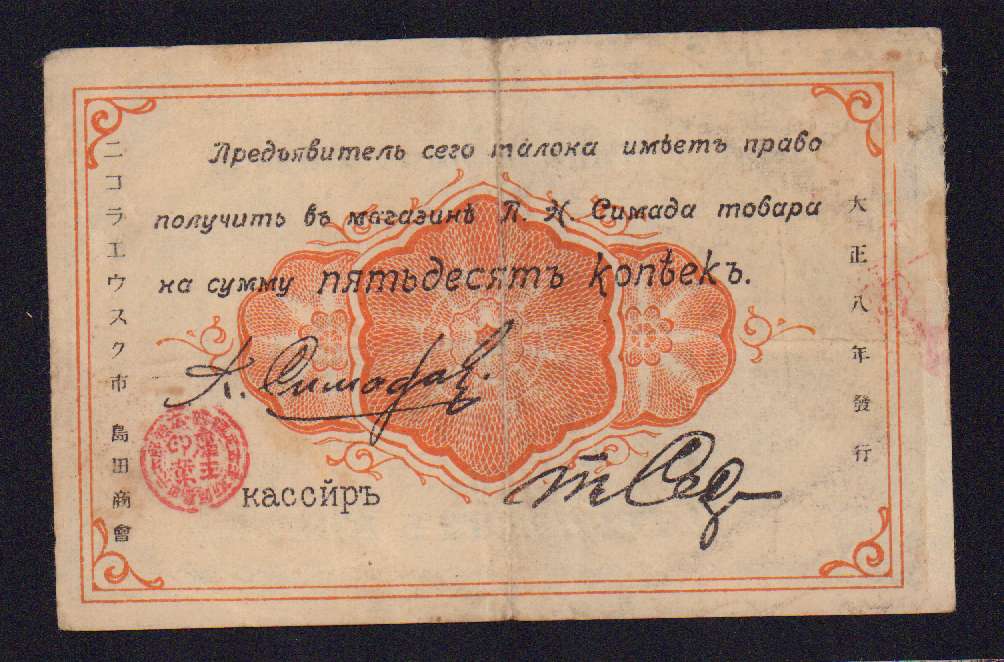 Предъявитель сего талона имѣетъ право
получить въ магазинѣ П. Н. Симада товара
на сумму пятьдесятъ копѣекъ.
кассиръ
大正八年發行
ニコラエウスク市 島田商會